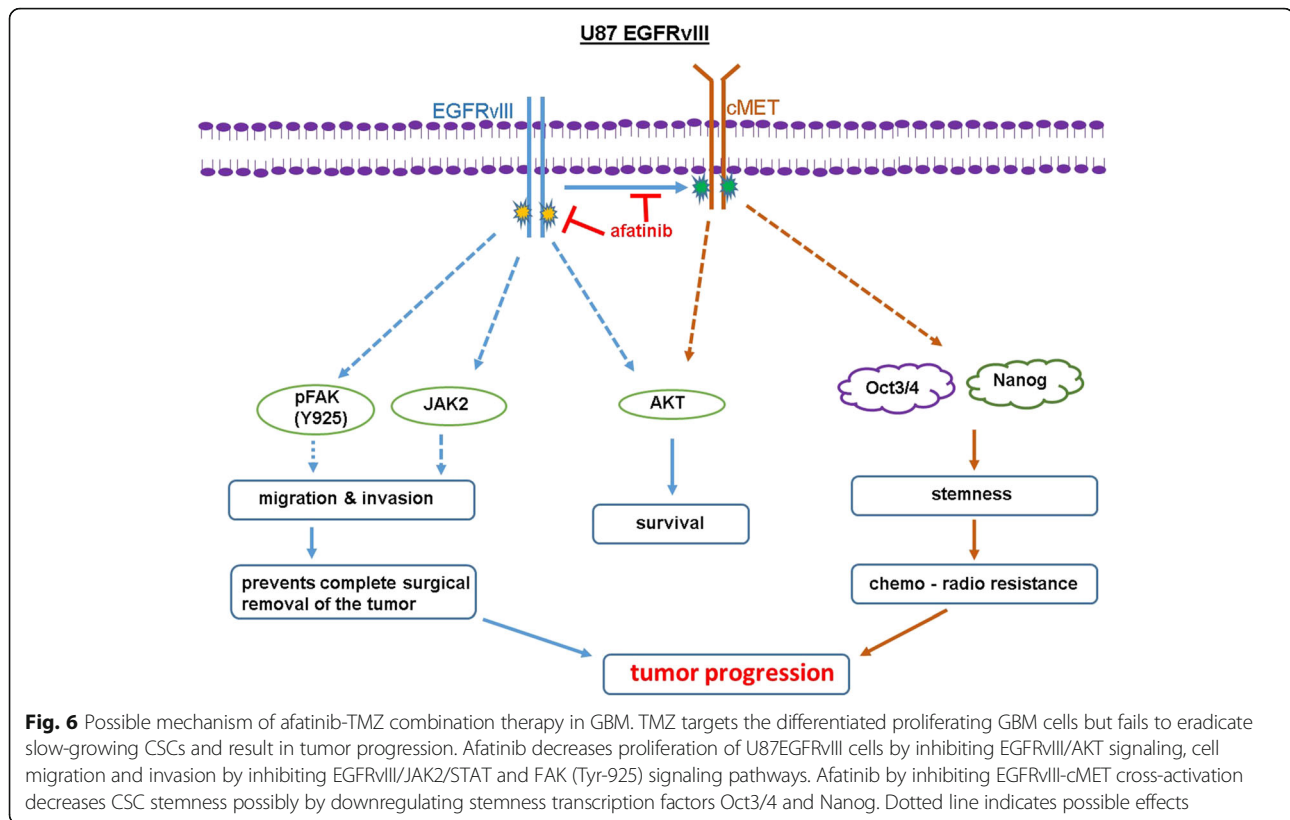 U87 EGFRvIII
EGFRvIII
cMET
afatinib
pFAK
(Y925)
JAK2
AKT
Oct3/4
Nanog
migration & invasion
survival
stemness
prevents complete surgical
removal of the tumor
chemo - radio resistance
tumor progression
Fig. 6 Possible mechanism of afatinib-TMZ combination therapy in GBM. TMZ targets the differentiated proliferating GBM cells but fails to eradicate
slow-growing CSCs and result in tumor progression. Afatinib decreases proliferation of U87EGFRvIII cells by inhibiting EGFRvIII/AKT signaling, cell
migration and invasion by inhibiting EGFRvIII/JAK2/STAT and FAK (Tyr-925) signaling pathways. Afatinib by inhibiting EGFRvIII-cMET cross-activation
decreases CSC stemness possibly by downregulating stemness transcription factors Oct3/4 and Nanog. Dotted line indicates possible effects